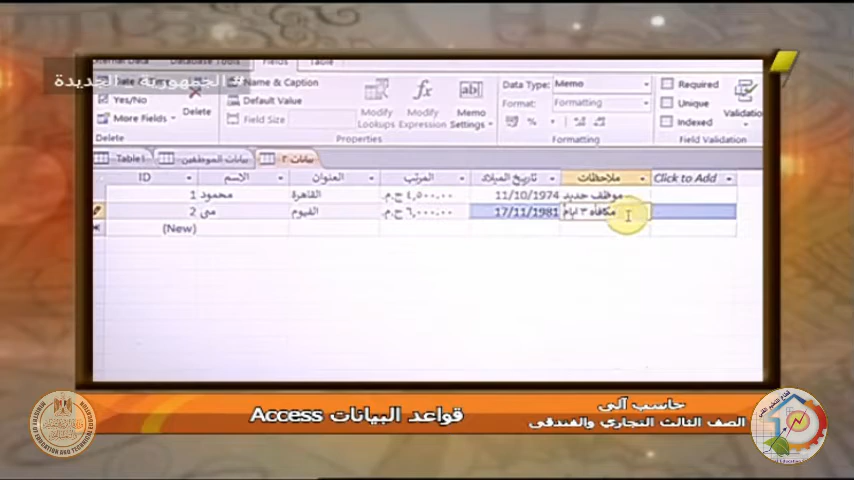 #الجمهورية_الجديدة
External Data Database Tools Fields Table
Yes/No
More Fields
Delete
Delete
Name & Caption
Default Value
Field Size
Modify Lookups
Modify Expression
Memo Settings
Properties
Data Type: Memo
Format: Formatting
Formatting
Required
Unique
Indexed
Validation
Field Validation
Table1 بيانات الموظفين بيانات ٢
ID الاسم العنوان المرتب تاريخ الميلاد ملاحظات Click to Add
1 محمود القاهرة ٤,٥٠٠.٠٠ ج.م. 11/10/1974 موظف جديد
2 منى الفيوم ٦,٠٠٠.٠٠ ج.م. 17/11/1981 مكافاه ٣ ايام
(New)
قواعد البيانات Access
حاسب آلى
الصف الثالث التجارى والفندقى